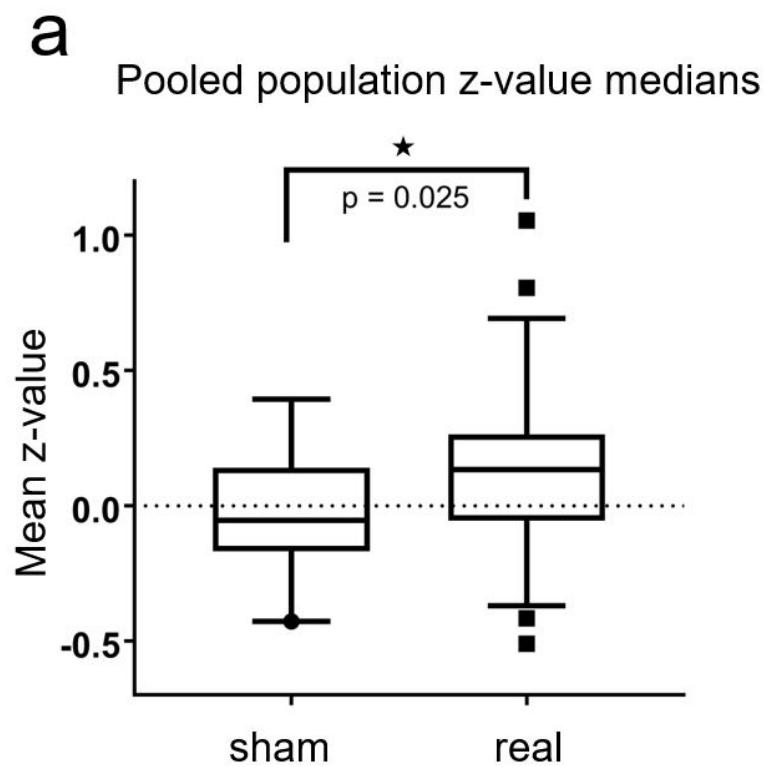 a
Pooled population z-value medians
★
p = 0.025
1.0
0.5
0.0
-0.5
Mean z-value
sham real